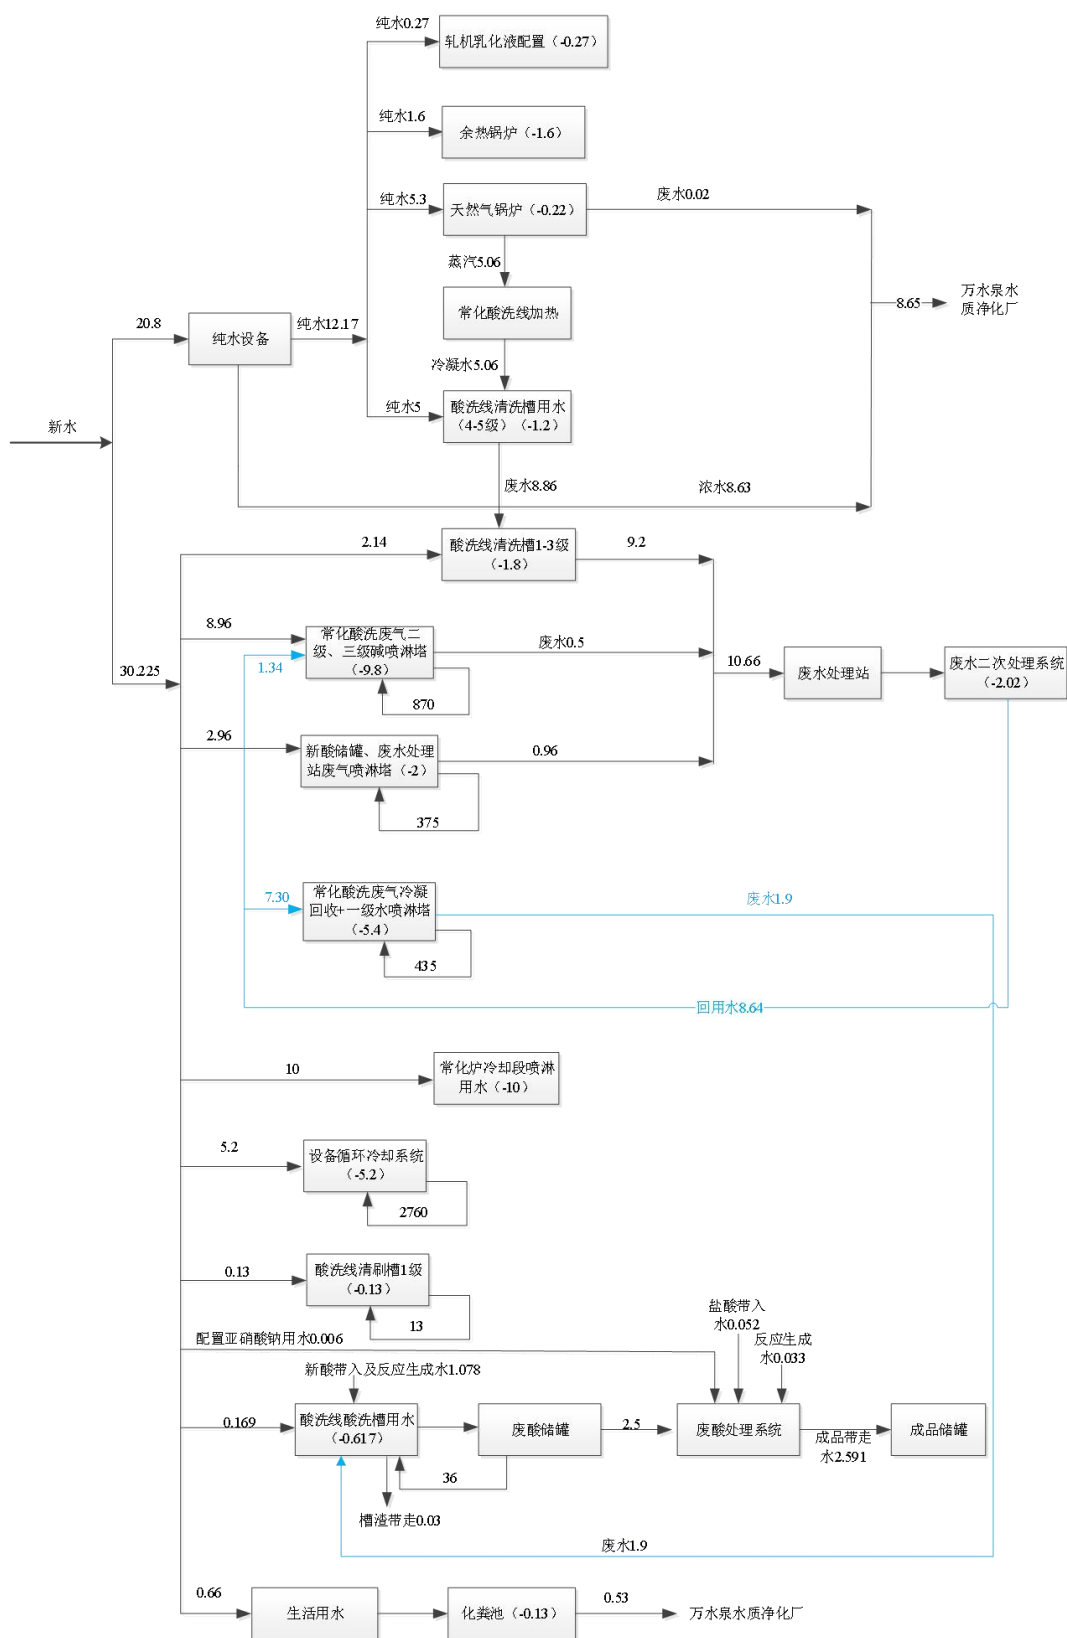 纯水0.27
轧机乳化液配置（-0.27）
纯水1.6
余热锅炉（-1.6）
纯水5.3
天然气锅炉（-0.22）
废水0.02
蒸汽5.06
常化酸洗线加热
8.65
万水泉水
质净化厂
20.8
纯水设备
纯水12.17
冷凝水5.06
纯水5
酸洗线清洗槽用水
（4-5级）（-1.2）
新水
废水8.86
浓水8.63
2.14
酸洗线清洗槽1-3级
（-1.8）
9.2
8.96
常化酸洗废气二
级、三级碱喷淋塔
（-9.8）
废水0.5
1.34
30.225
870
10.66
废水处理站
废水二次处理系统
（-2.02）
2.96
新酸储罐、废水处理
站废气喷淋塔（-2）
0.96
375
7.30
常化酸洗废气冷凝
回收+一级水喷淋塔
（-5.4）
废水1.9
435
回用水8.64
10
常化炉冷却段喷淋
用水（-10）
5.2
设备循环冷却系统
（-5.2）
2760
0.13
酸洗线清刷槽1级
（-0.13）
13
盐酸带入
水0.052
反应生成
水0.033
配置亚硝酸钠用水0.006
新酸带入及反应生成水1.078
0.169
酸洗线酸洗槽用水
（-0.617）
废酸储罐
2.5
废酸处理系统
成品带走
水2.591
成品储罐
36
槽渣带走0.03
废水1.9
0.66
生活用水
化粪池（-0.13）
0.53
万水泉水质净化厂